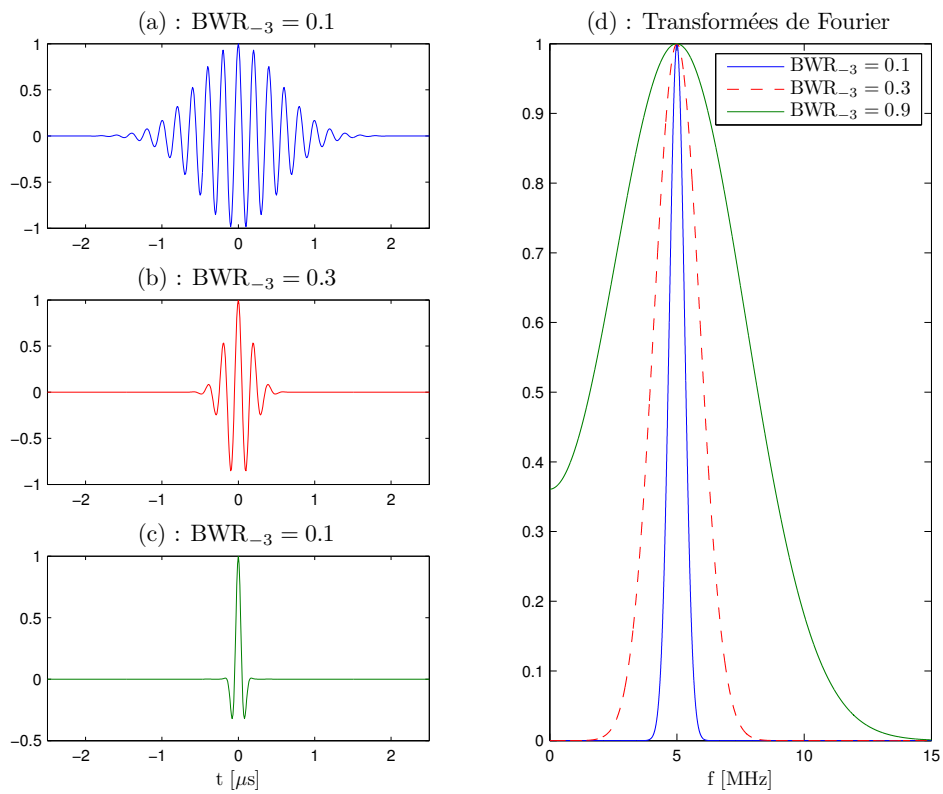 (a) : BWR₋₃ = 0.1
1
0.5
0
−0.5
−1
−2 −1 0 1 2
(b) : BWR₋₃ = 0.3
1
0.5
0
−0.5
−1
−2 −1 0 1 2
(c) : BWR₋₃ = 0.1
1
0.5
0
−0.5
−2 −1 0 1 2
t [μs]
(d) : Transformées de Fourier
BWR₋₃ = 0.1
BWR₋₃ = 0.3
BWR₋₃ = 0.9
1
0.9
0.8
0.7
0.6
0.5
0.4
0.3
0.2
0.1
0
0 5 10 15
f [MHz]